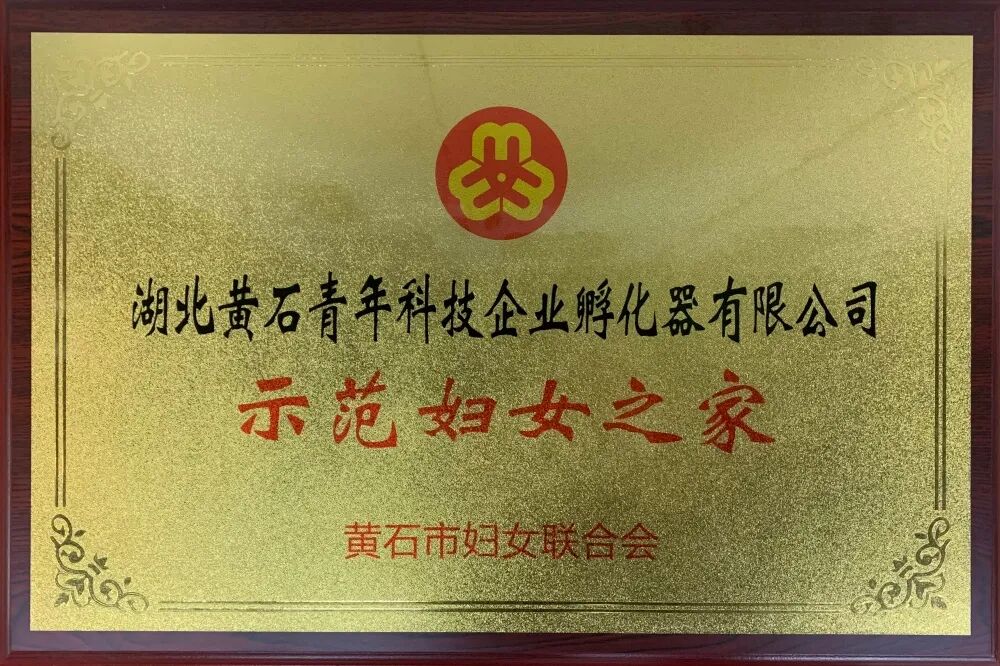 湖北黄石青年科技企业孵化器有限公司
示范妇女之家
黄石市妇女联合会